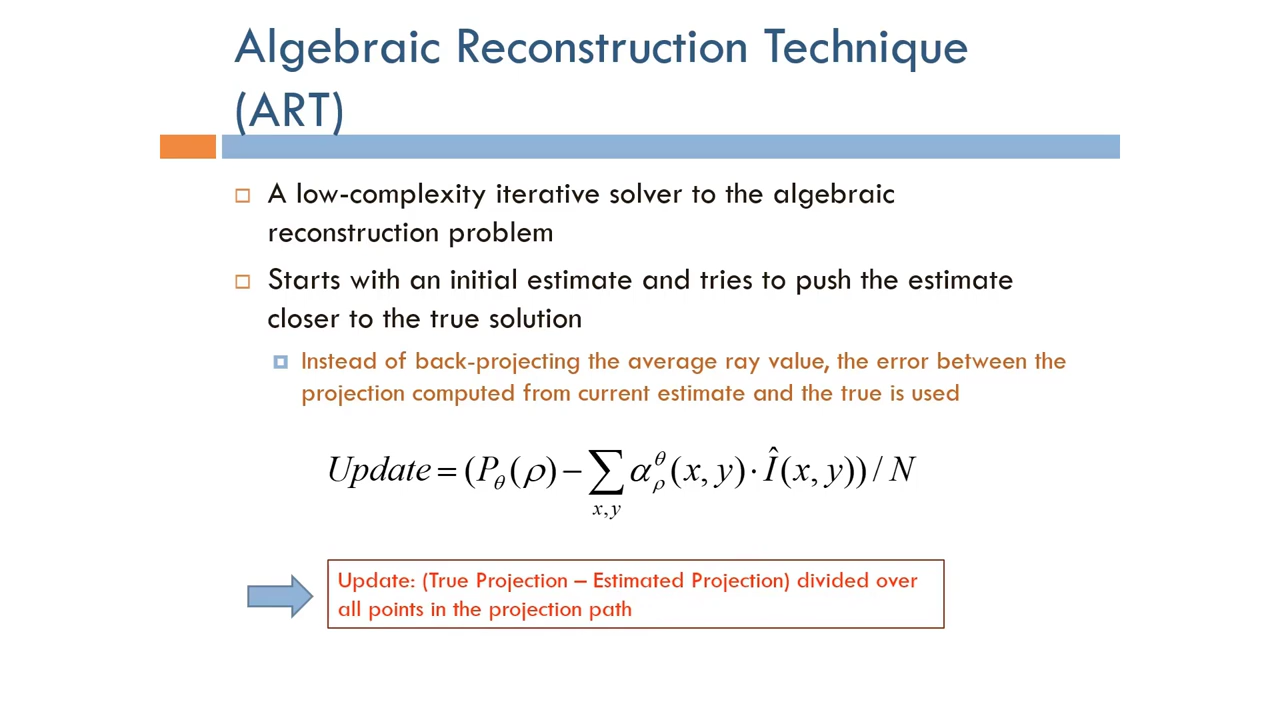 Algebraic Reconstruction Technique
(ART)
A low-complexity iterative solver to the algebraic
reconstruction problem
Starts with an initial estimate and tries to push the estimate
closer to the true solution
Instead of back-projecting the average ray value, the error between the
projection computed from current estimate and the true is used
Update = (P_θ(ρ) − ∑_{x,y} α_ρ^θ(x, y) · Î(x, y)) / N
Update: (True Projection – Estimated Projection) divided over
all points in the projection path